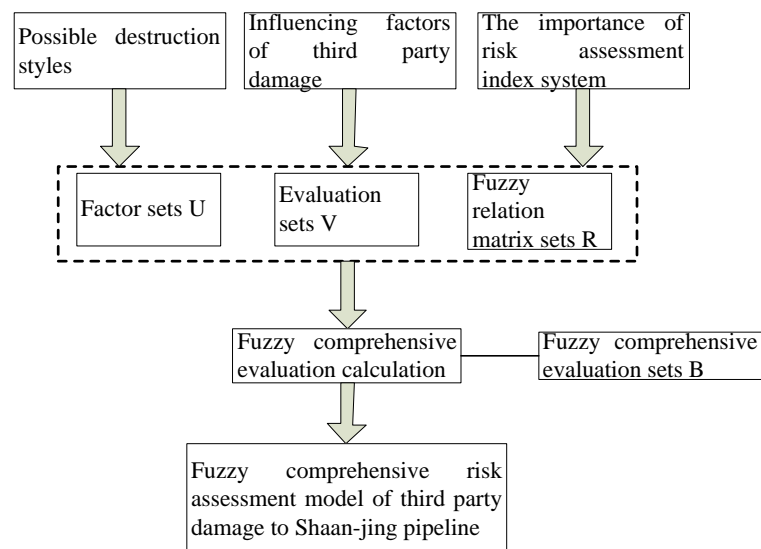 Possible destruction
styles
Influencing factors
of third party
damage
The importance of
risk assessment
index system
Factor sets U
Evaluation
sets V
Fuzzy
relation
matrix sets R
Fuzzy comprehensive
evaluation calculation
Fuzzy comprehensive
evaluation sets B
Fuzzy comprehensive risk
assessment model of third party
damage to Shaan-jing pipeline